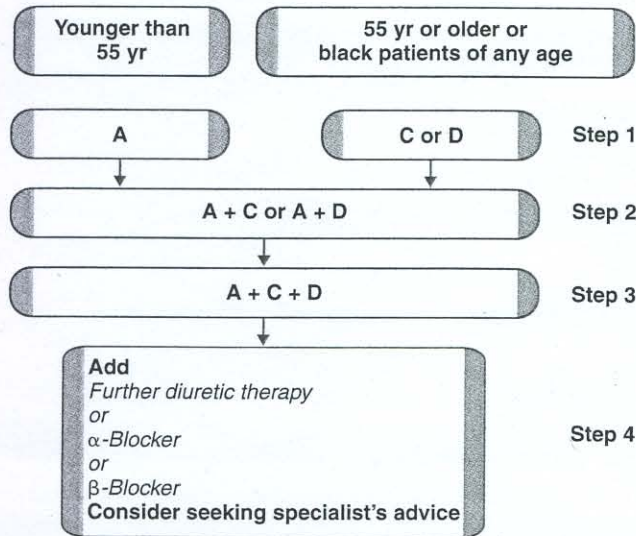 Younger than
55 yr
55 yr or older or
black patients of any age
A
C or D
Step 1
A + C or A + D
Step 2
A + C + D
Step 3
Add
Further diuretic therapy
or
α-Blocker
or
β-Blocker
Consider seeking specialist's advice
Step 4